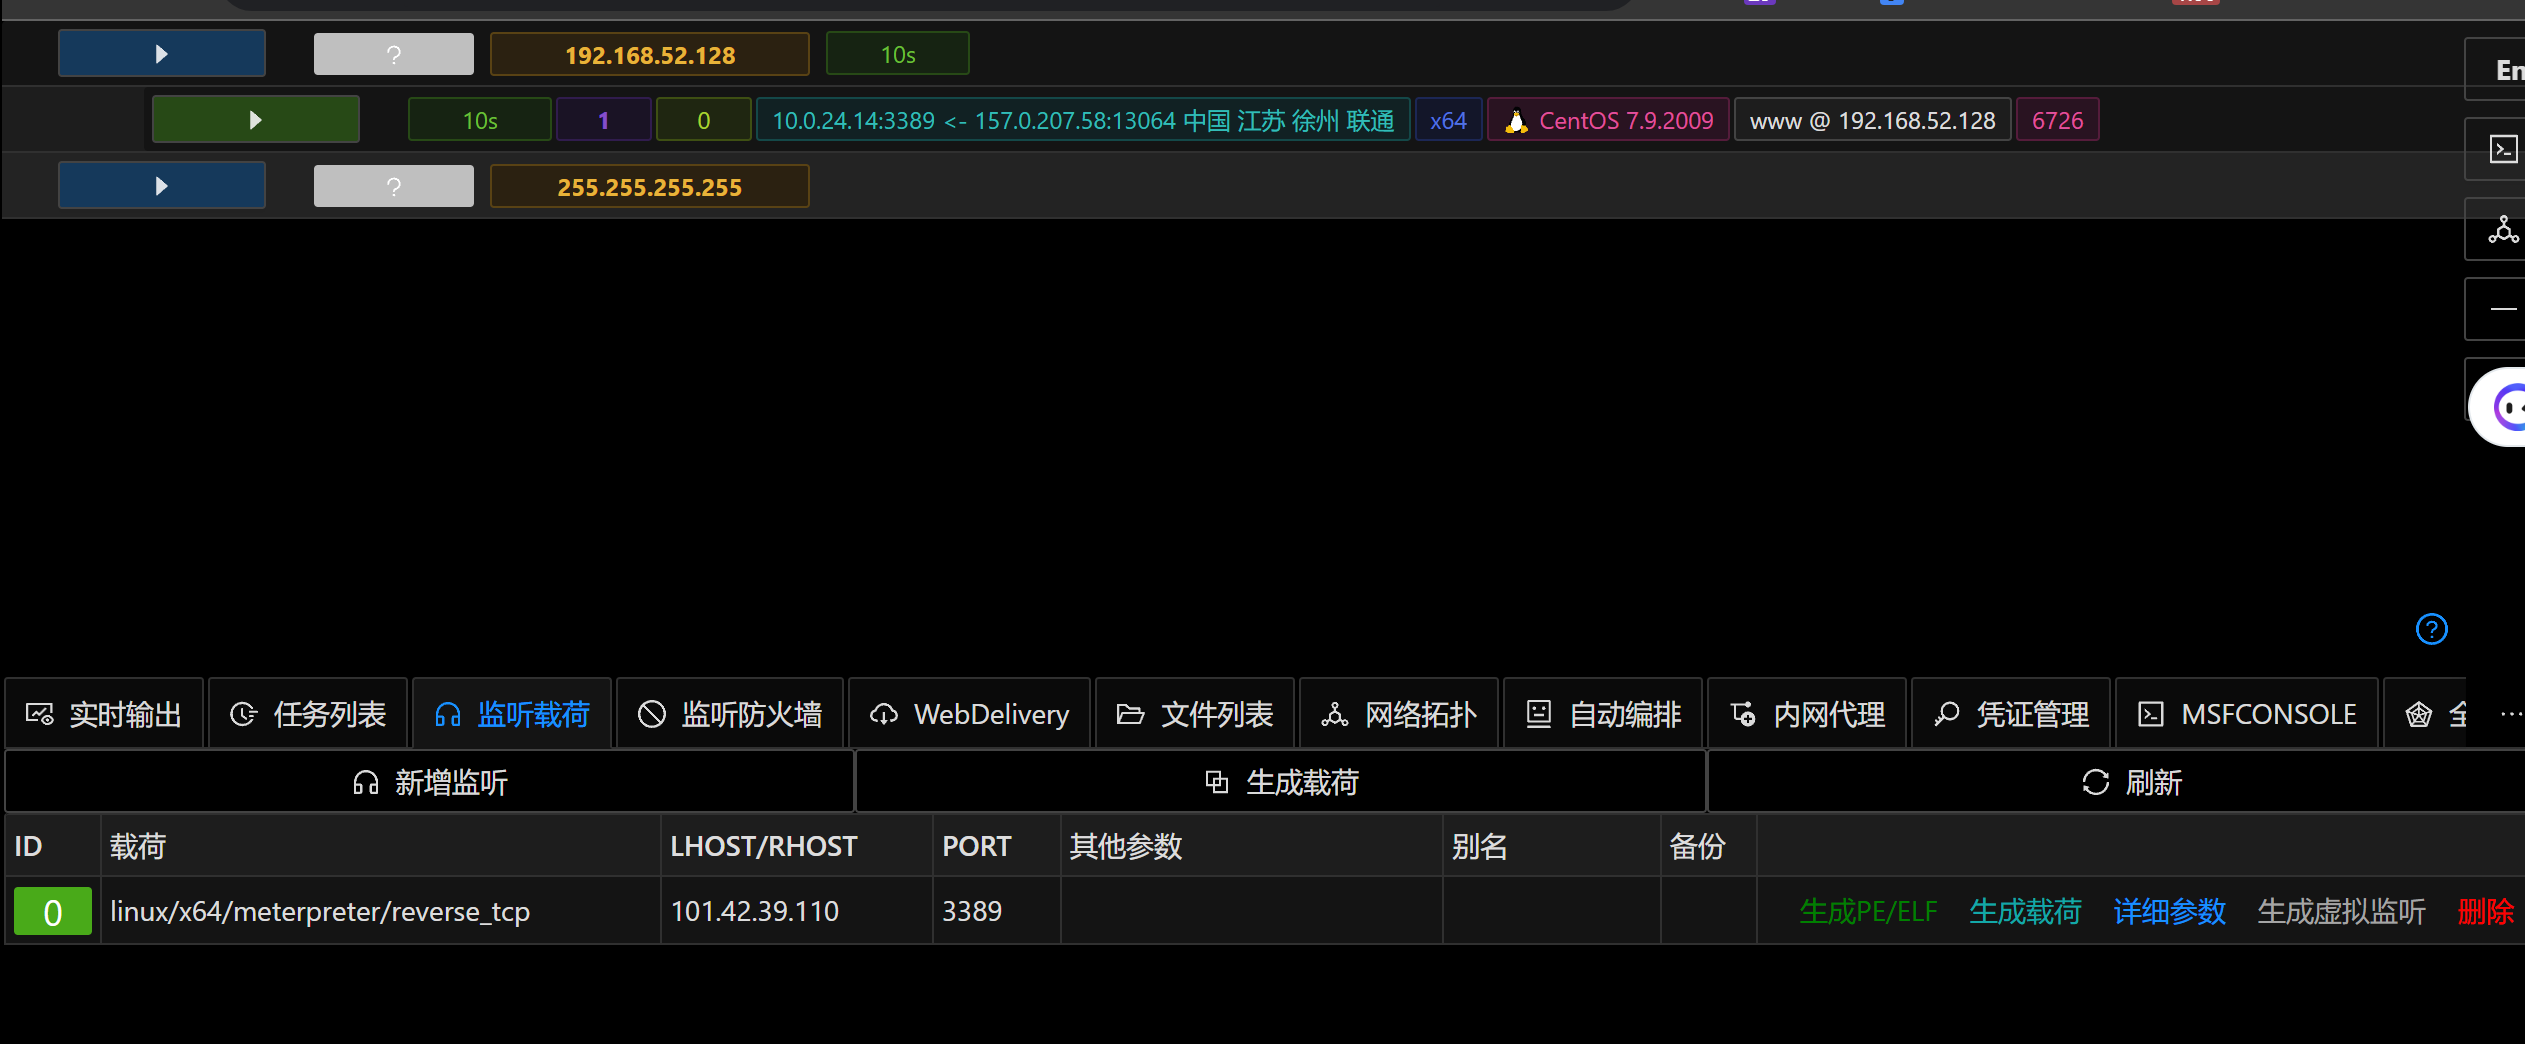 ? 192.168.52.128 10s
10s 1 0 10.0.24.14:3389 <- 157.0.207.58:13064 中国 江苏 徐州 联通 x64 CentOS 7.9.2009 www @ 192.168.52.128 6726
? 255.255.255.255
En
?
实时输出 任务列表 监听载荷 监听防火墙 WebDelivery 文件列表 网络拓扑 自动编排 内网代理 凭证管理 MSFCONSOLE 全 ...
新增监听 生成载荷 刷新
ID 载荷 LHOST/RHOST PORT 其他参数 别名 备份
0 linux/x64/meterpreter/reverse_tcp 101.42.39.110 3389 生成PE/ELF 生成载荷 详细参数 生成虚拟监听 删除